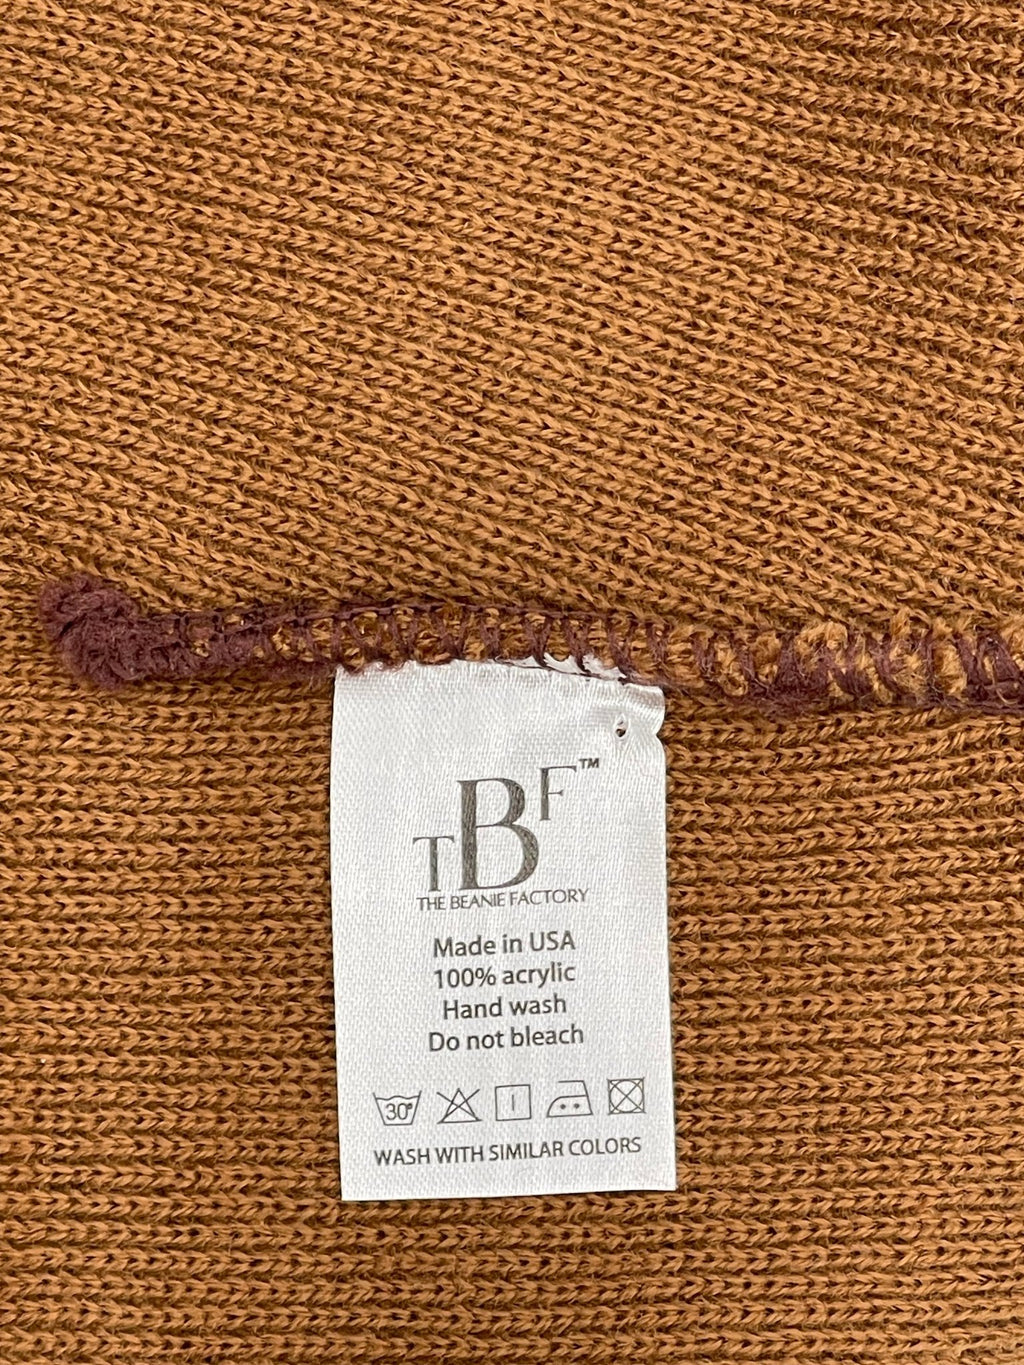 TBF™
THE BEANIE FACTORY
Made in USA
100% acrylic
Hand wash
Do not bleach
30°
WASH WITH SIMILAR COLORS